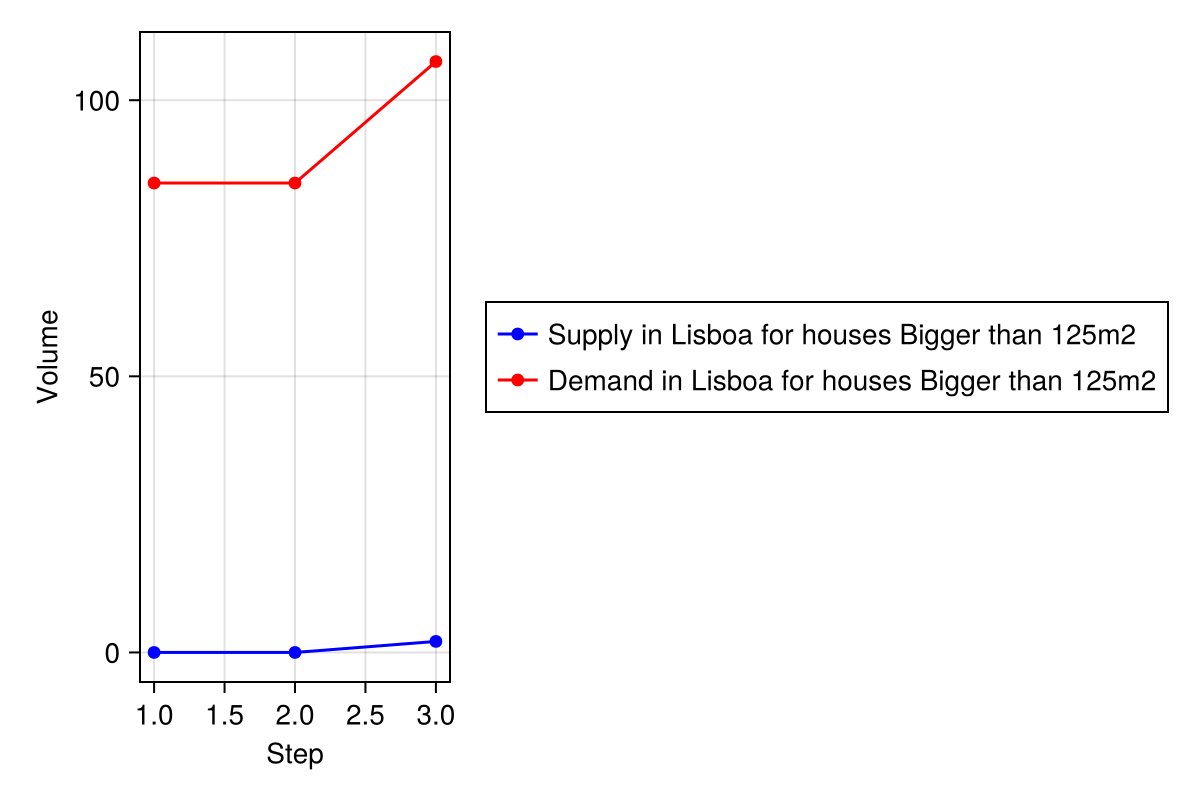 100
50
0
Volume
1.0 1.5 2.0 2.5 3.0
Step
Supply in Lisboa for houses Bigger than 125m2
Demand in Lisboa for houses Bigger than 125m2